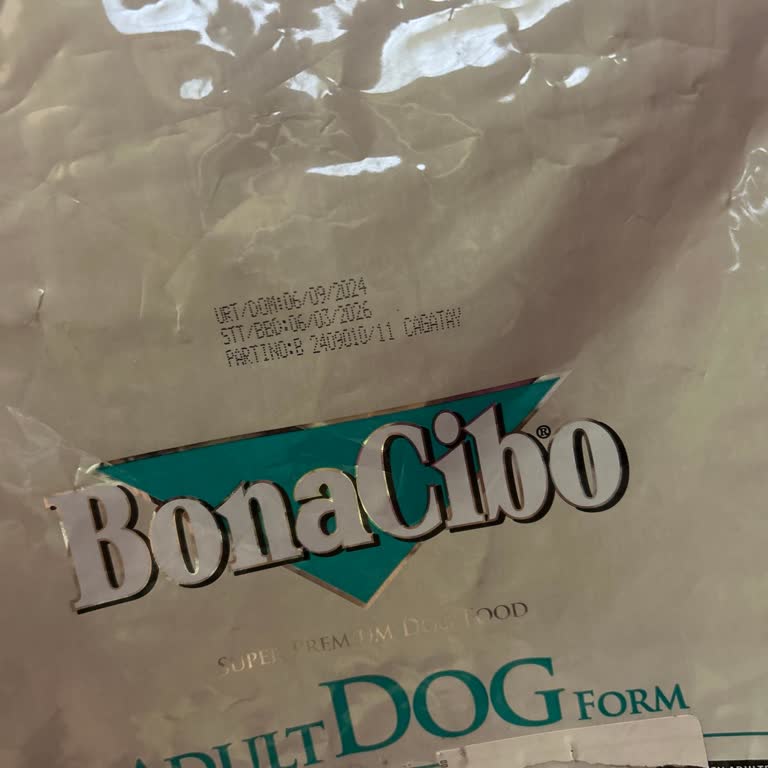 URT/DOM:06/09/2024
STT/BBD:06/03/2026
PARTINO:B 2409010/11 CAGATAY
BonaCibo®
SUPER PREMIUM DOG FOOD
ADULT DOG FORM